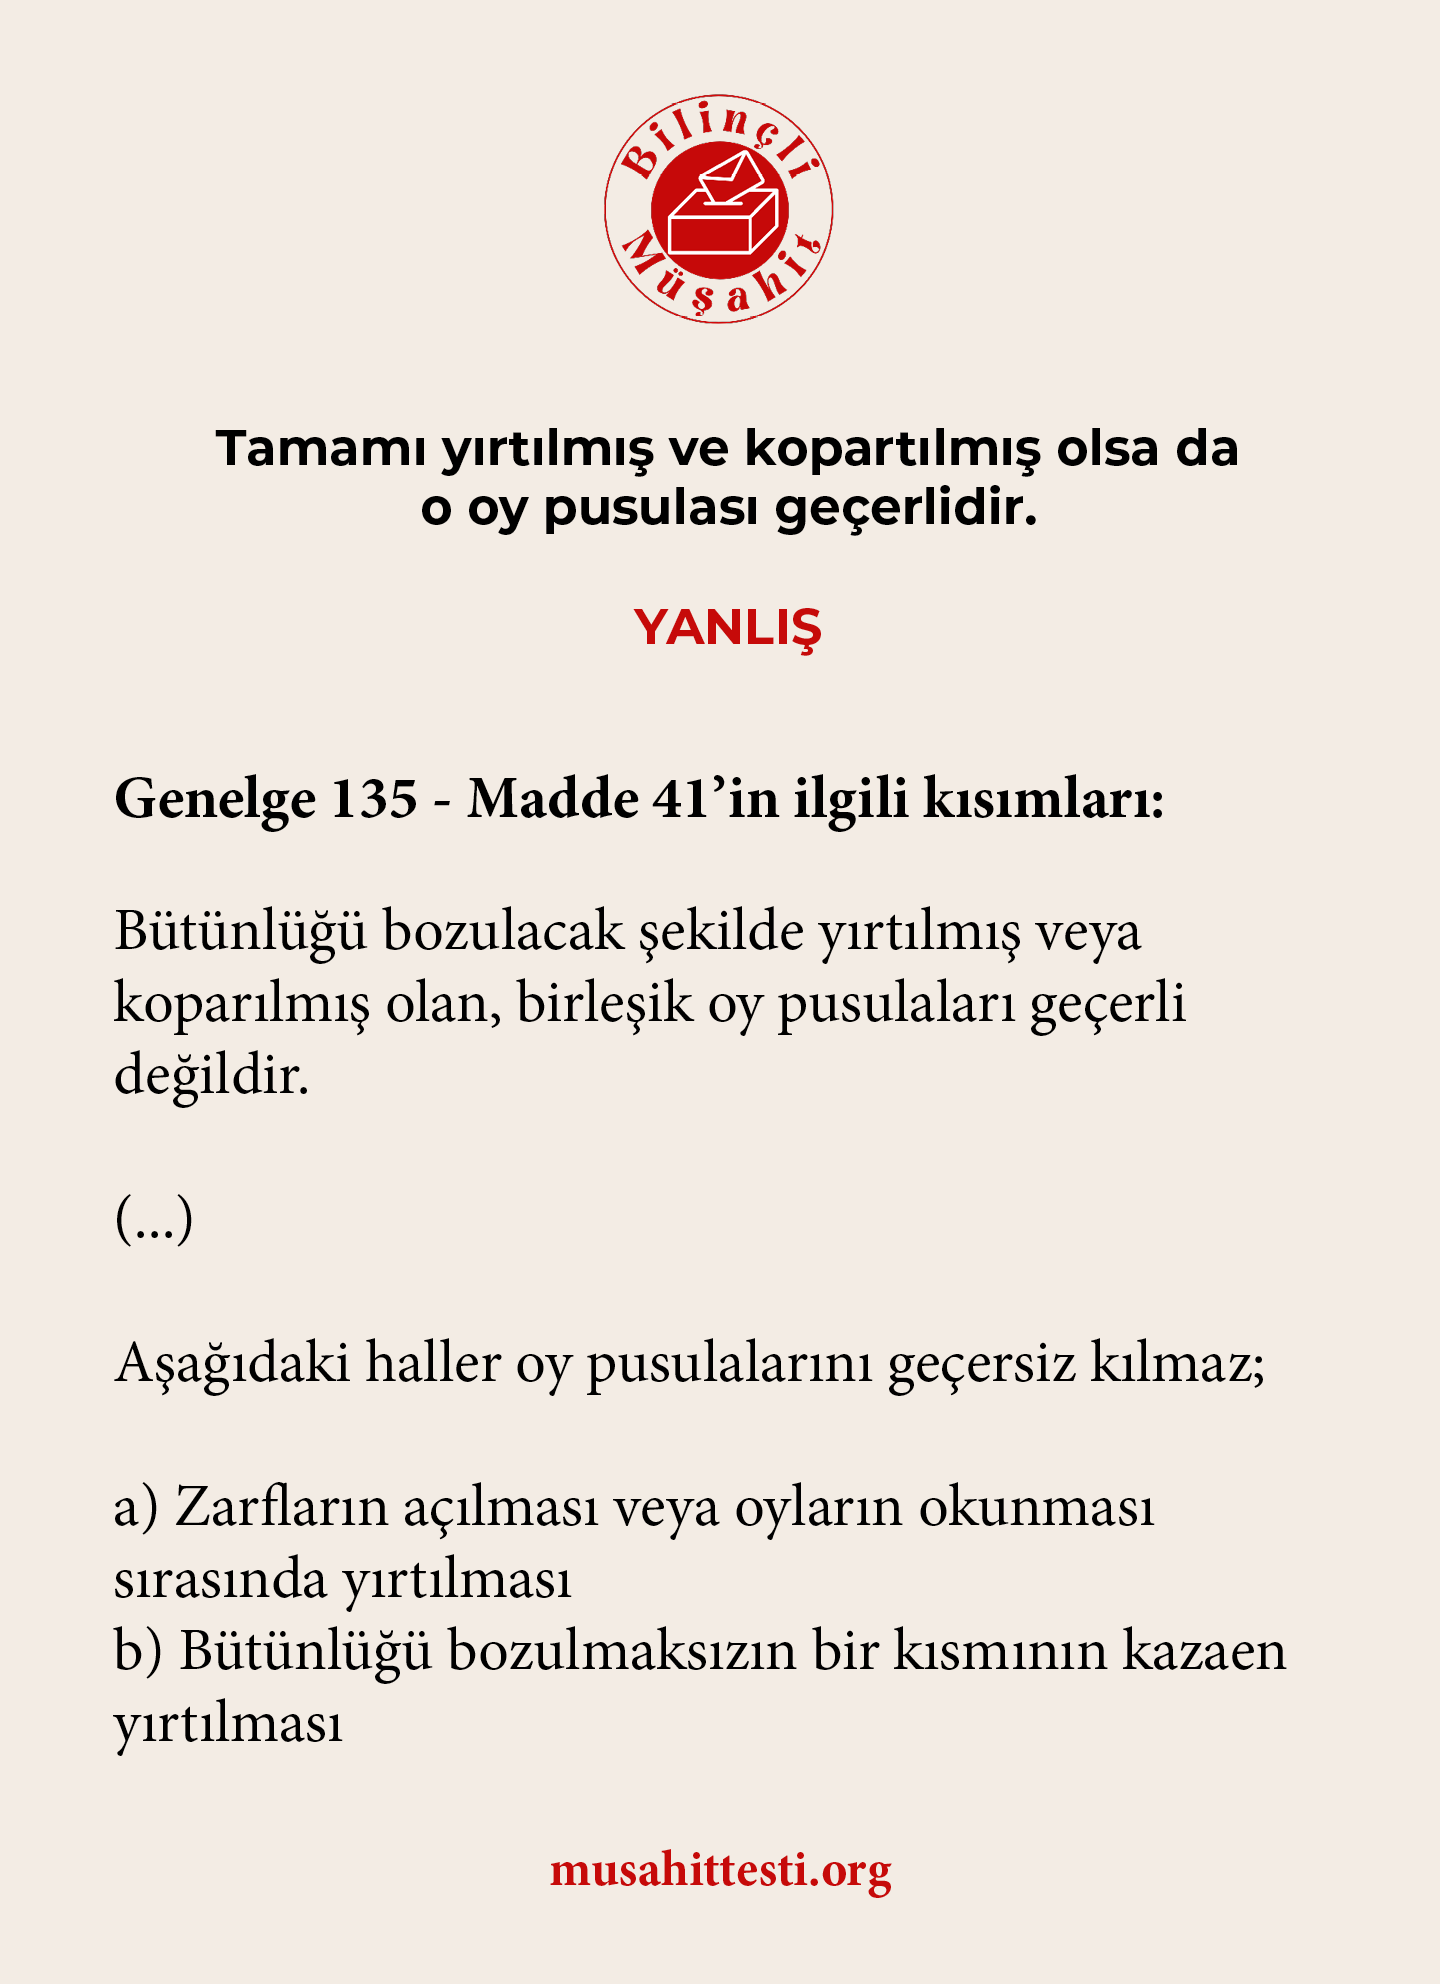 Bilinçli
Müşahit
Tamamı yırtılmış ve kopartılmış olsa da
o oy pusulası geçerlidir.
YANLIŞ
Genelge 135 - Madde 41’in ilgili kısımları:
Bütünlüğü bozulacak şekilde yırtılmış veya
koparılmış olan, birleşik oy pusulaları geçerli
değildir.
(...)
Aşağıdaki haller oy pusulalarını geçersiz kılmaz;
a) Zarfların açılması veya oyların okunması
sırasında yırtılması
b) Bütünlüğü bozulmaksızın bir kısmının kazaen
yırtılması
musahittesti.org